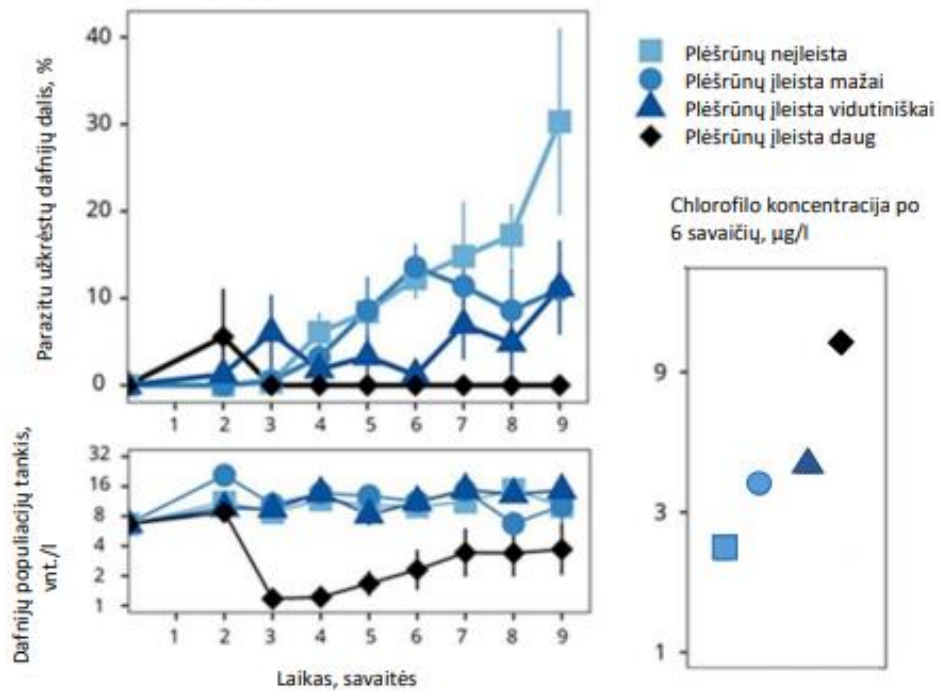 Parazitu užkrėstų dafnijų dalis, %
40
30
20
10
0
1 2 3 4 5 6 7 8 9
Plėšrūnų neįleista
Plėšrūnų įleista mažai
Plėšrūnų įleista vidutiniškai
Plėšrūnų įleista daug
Dafnijų populiacijų tankis,
vnt./l
32
16
8
4
2
1
1 2 3 4 5 6 7 8 9
Laikas, savaitės
Chlorofilo koncentracija po
6 savaičių, µg/l
9
3
1